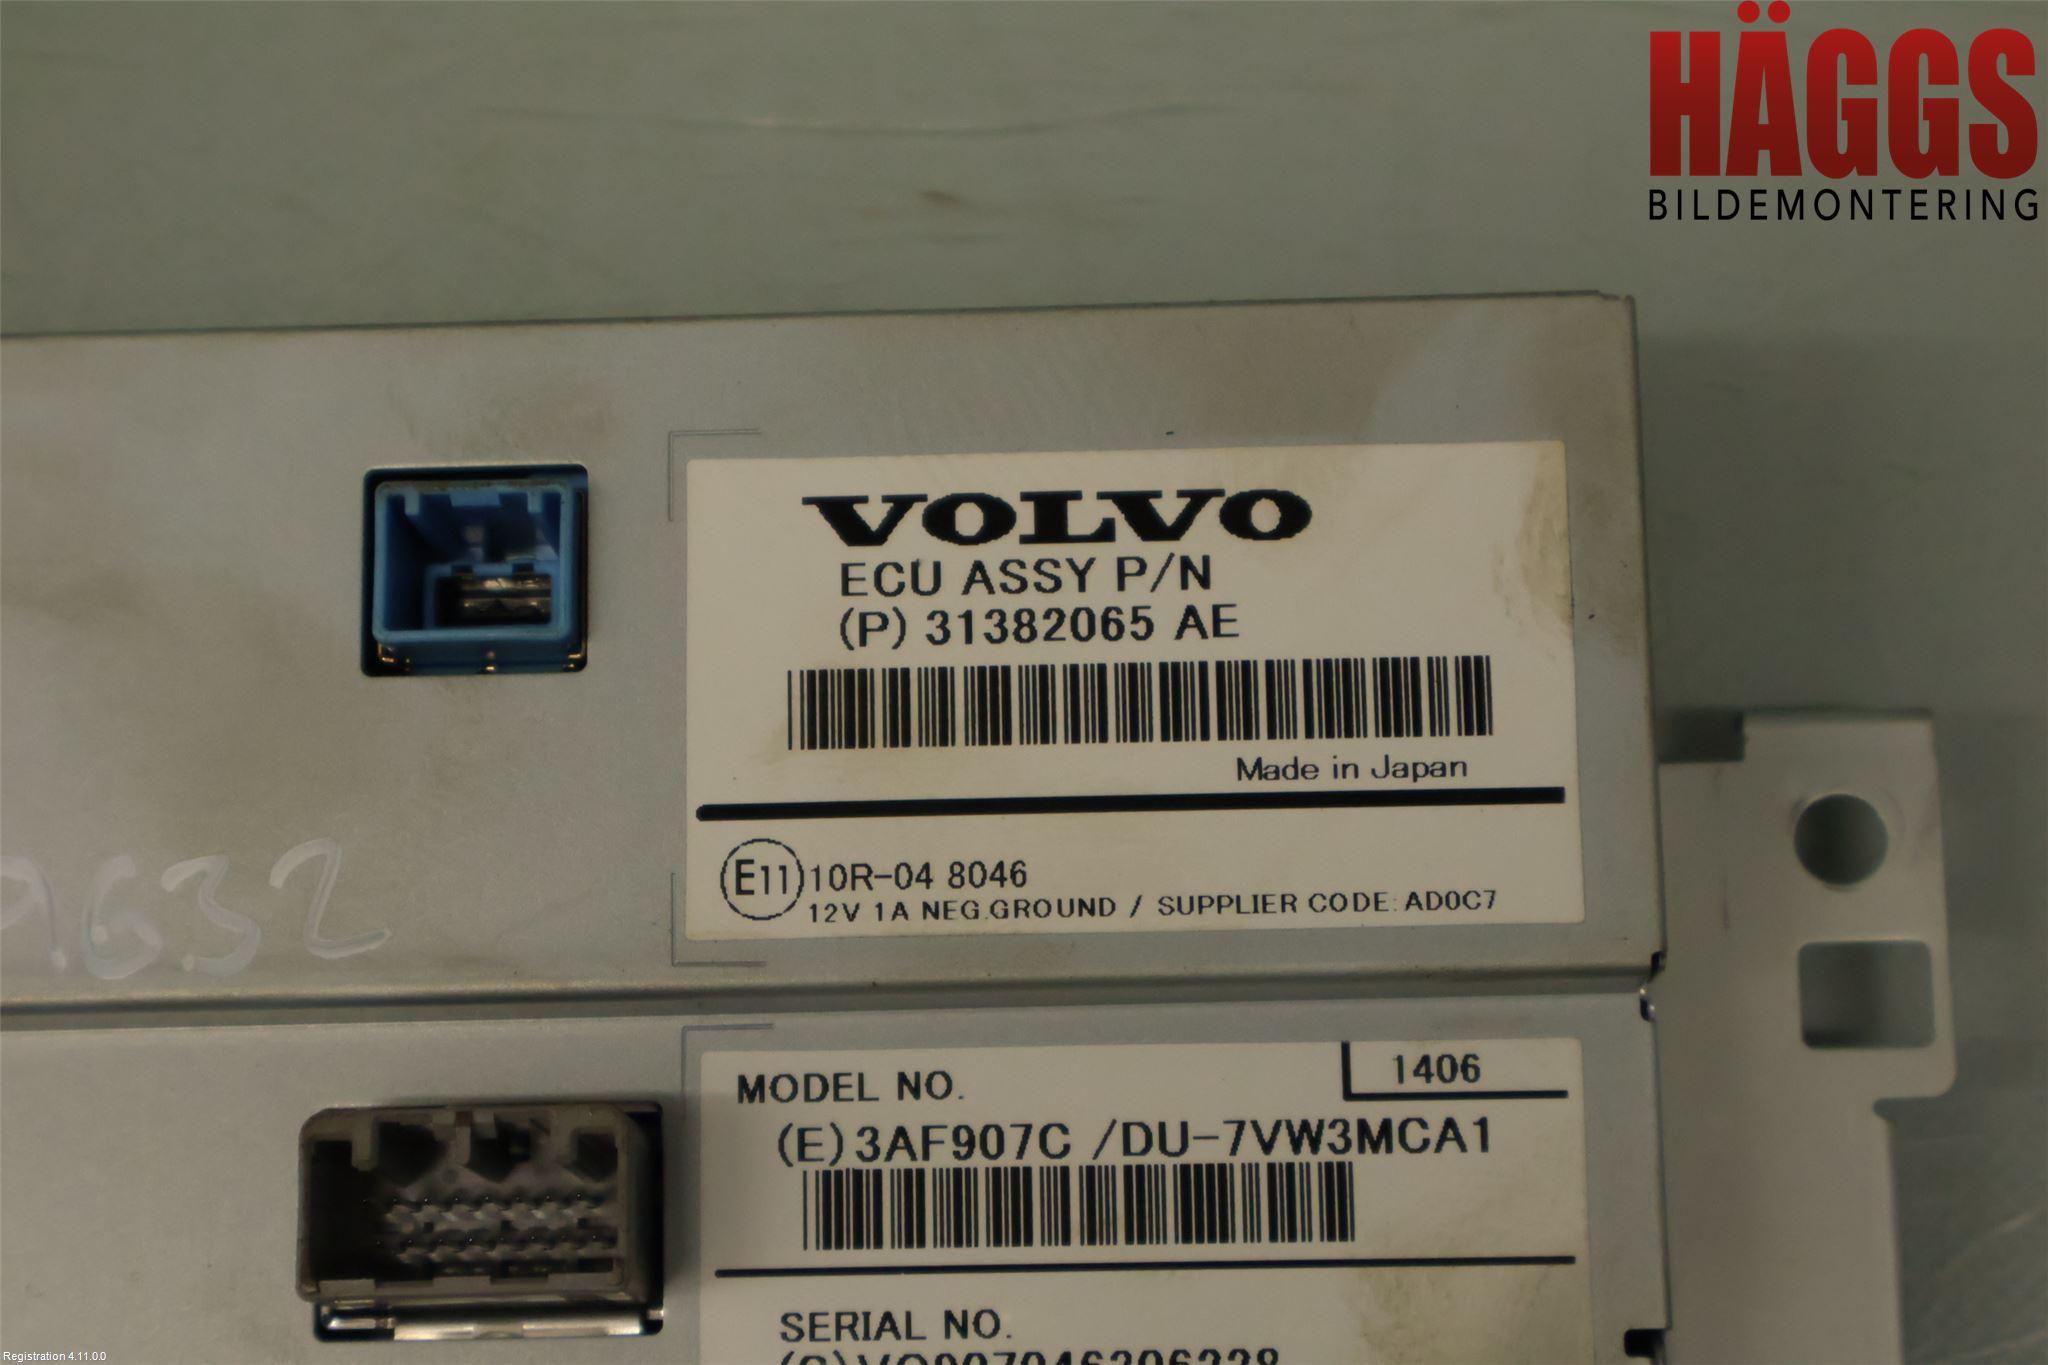 HÄGGS
BILDEMONTERING
VOLVO
ECU ASSY P/N
(P) 31382065 AE
Made in Japan
E11 10R-04 8046
12V 1A NEG.GROUND / SUPPLIER CODE: AD0C7
1406
MODEL NO.
(E) 3AF907C /DU-7VW3MCA1
SERIAL NO.
Registration 4.11.0.0